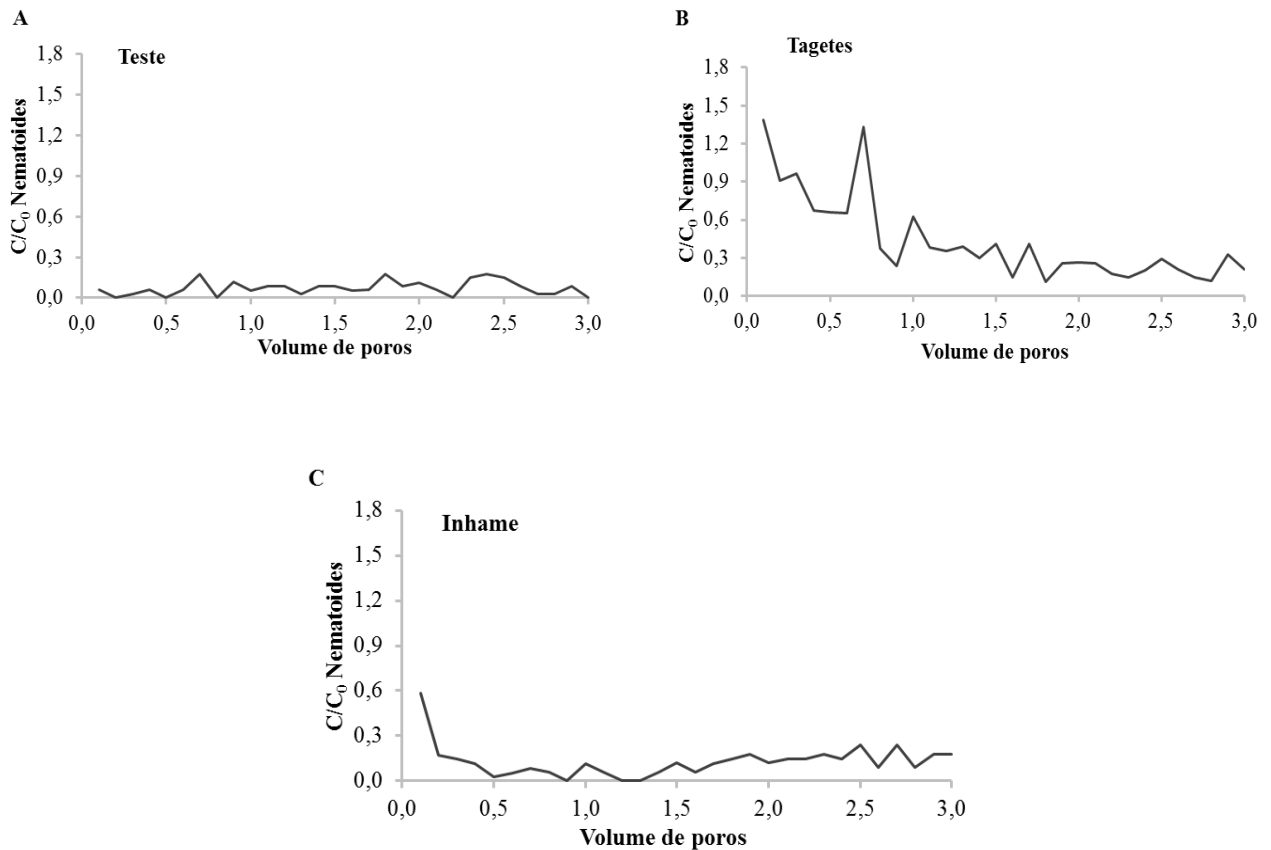 A
Teste
C/C₀ Nematoides
1,8
1,5
1,2
0,9
0,6
0,3
0,0
0,0 0,5 1,0 1,5 2,0 2,5 3,0
Volume de poros
B
Tagetes
C/C₀ Nematoides
1,8
1,5
1,2
0,9
0,6
0,3
0,0
0,0 0,5 1,0 1,5 2,0 2,5 3,0
Volume de poros
C
Inhame
C/C₀ Nematoides
1,8
1,5
1,2
0,9
0,6
0,3
0,0
0,0 0,5 1,0 1,5 2,0 2,5 3,0
Volume de poros